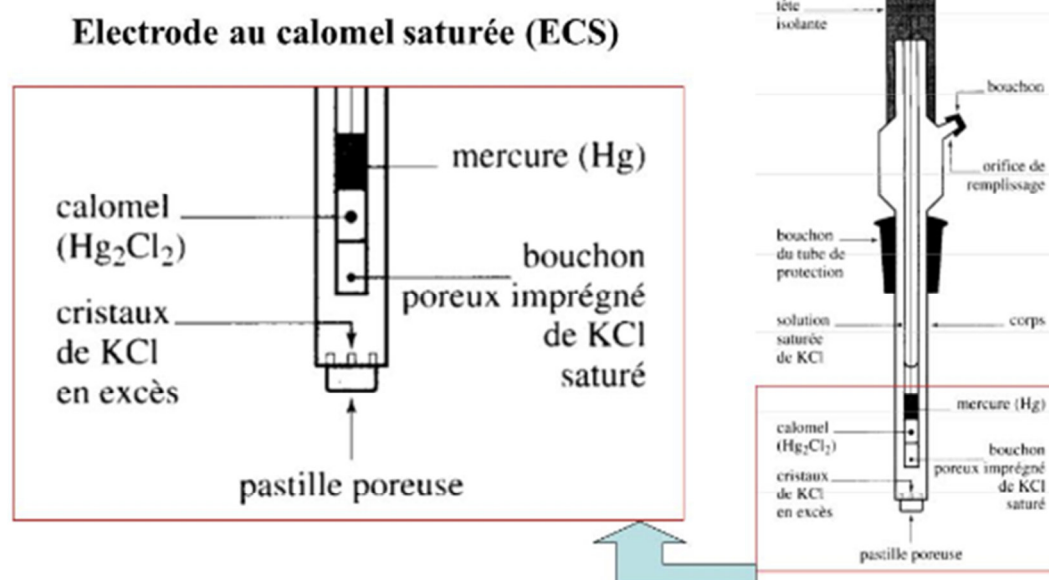 Electrode au calomel saturée (ECS)
mercure (Hg)
calomel
(Hg₂Cl₂)
bouchon
poreux imprégné
de KCl
saturé
cristaux
de KCl
en excès
pastille poreuse
tête
isolante
bouchon
orifice de
remplissage
bouchon
du tube de
protection
solution
saturée
de KCl
corps
mercure (Hg)
calomel
(Hg₂Cl₂)
bouchon
poreux imprégné
de KCl
saturé
cristaux
de KCl
en excès
pastille poreuse